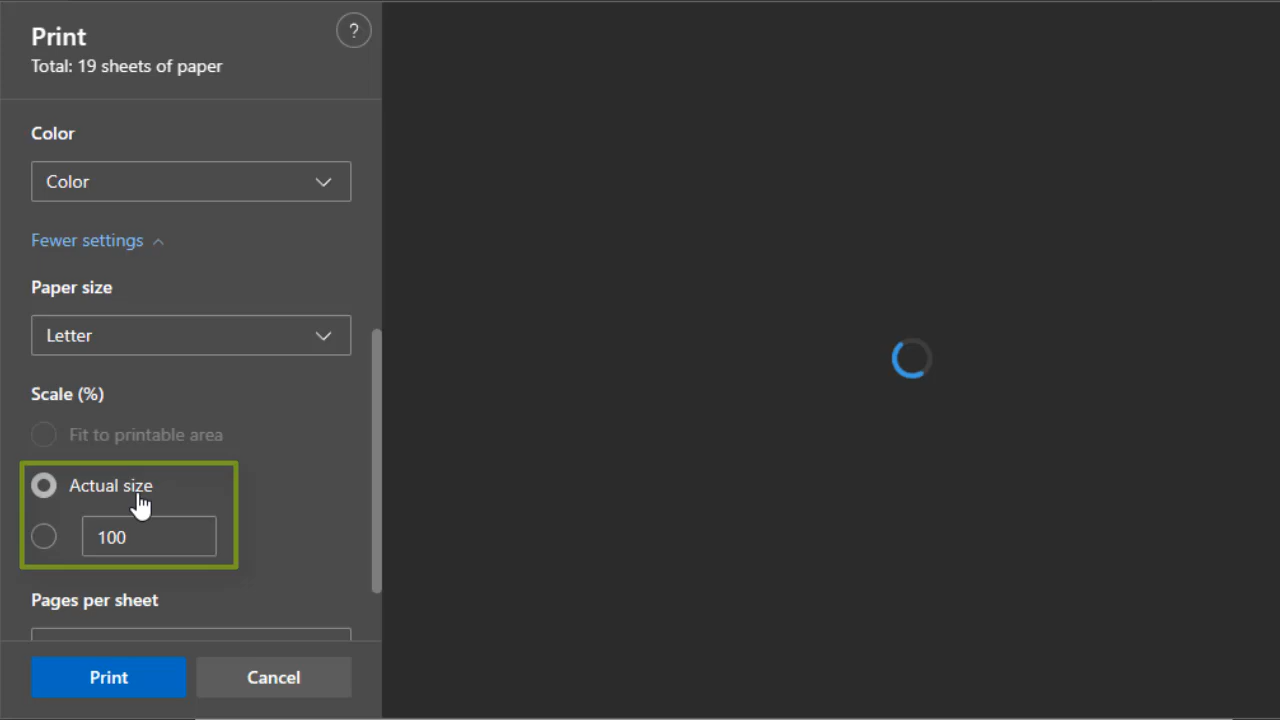 Print
?
Total: 19 sheets of paper
Color
Color
Fewer settings
Paper size
Letter
Scale (%)
Fit to printable area
Actual size
100
Pages per sheet
Print Cancel